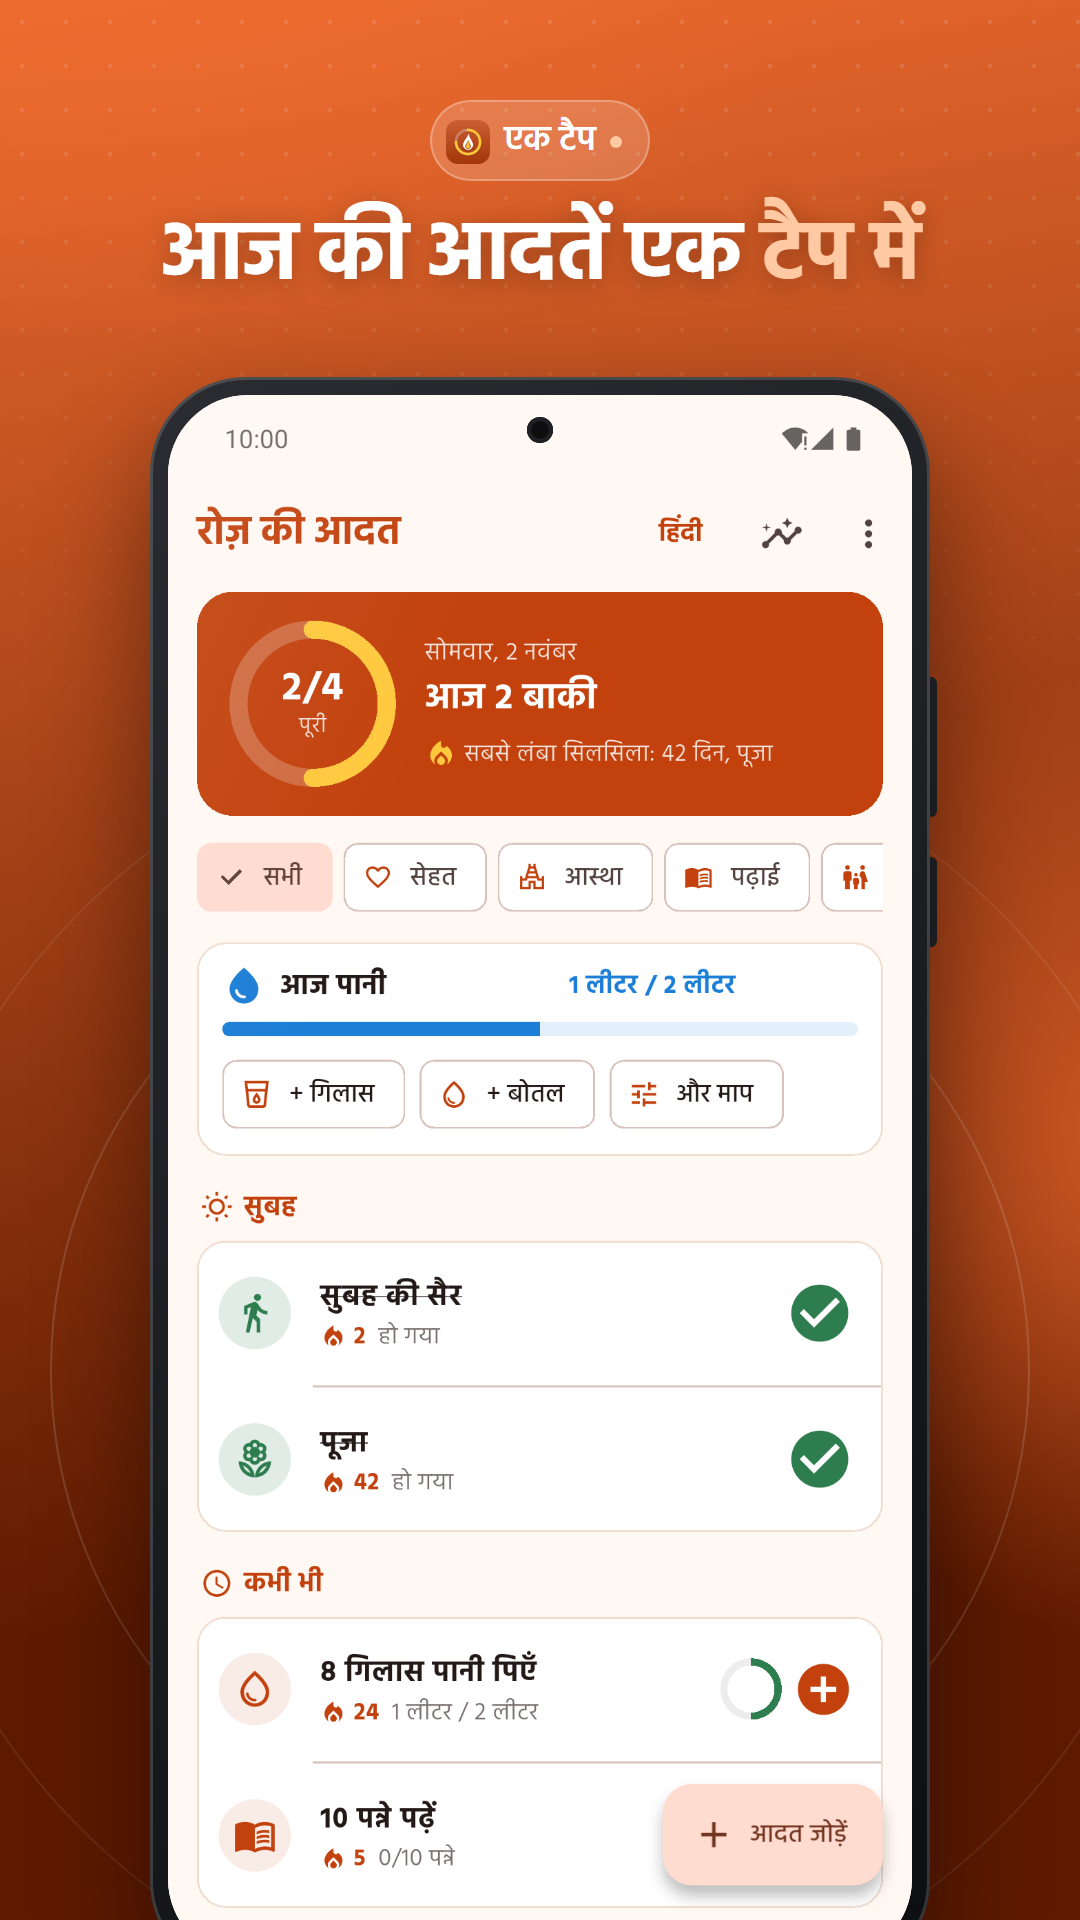 एक टैप
आज की आदतें एक टैप में
10:00
रोज़ की आदत
हिंदी
2/4
पूरी
सोमवार, 2 नवंबर
आज 2 बाकी
सबसे लंबा सिलसिला: 42 दिन, पूजा
सभी
सेहत
आस्था
पढ़ाई
आज पानी
1 लीटर / 2 लीटर
+ गिलास
+ बोतल
और माप
सुबह
सुबह की सैर
2 हो गया
पूजा
42 हो गया
कभी भी
8 गिलास पानी पिएँ
24 1 लीटर / 2 लीटर
10 पन्ने पढ़ें
5 0/10 पन्ने
+ आदत जोड़ें